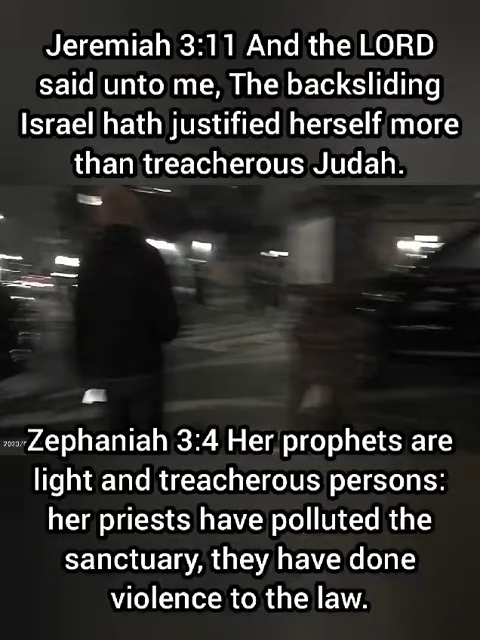 Jeremiah 3:11 And the LORD
said unto me, The backsliding
Israel hath justified herself more
than treacherous Judah.
Zephaniah 3:4 Her prophets are
light and treacherous persons:
her priests have polluted the
sanctuary, they have done
violence to the law.